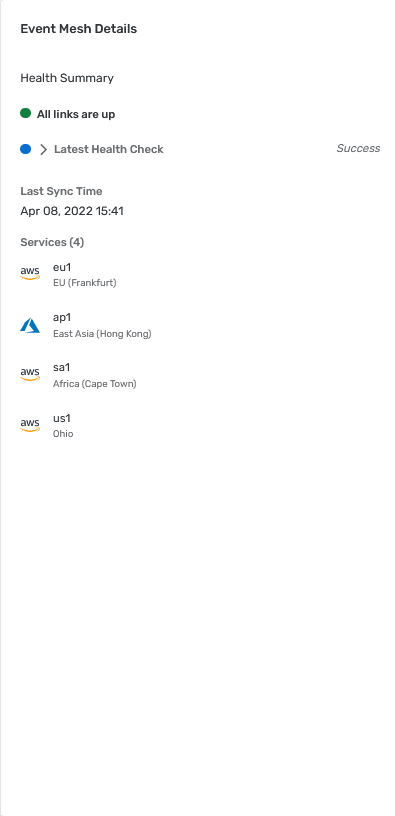 Event Mesh Details
Health Summary
All links are up
Latest Health Check Success
Last Sync Time
Apr 08, 2022 15:41
Services (4)
aws eu1
EU (Frankfurt)
ap1
East Asia (Hong Kong)
aws sa1
Africa (Cape Town)
aws us1
Ohio